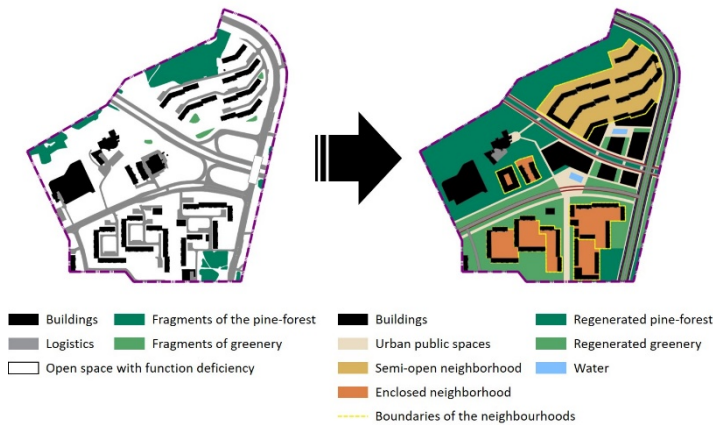 Buildings
Fragments of the pine-forest
Logistics
Fragments of greenery
Open space with function deficiency
Buildings
Regenerated pine-forest
Urban public spaces
Regenerated greenery
Semi-open neighborhood
Water
Enclosed neighborhood
Boundaries of the neighbourhoods